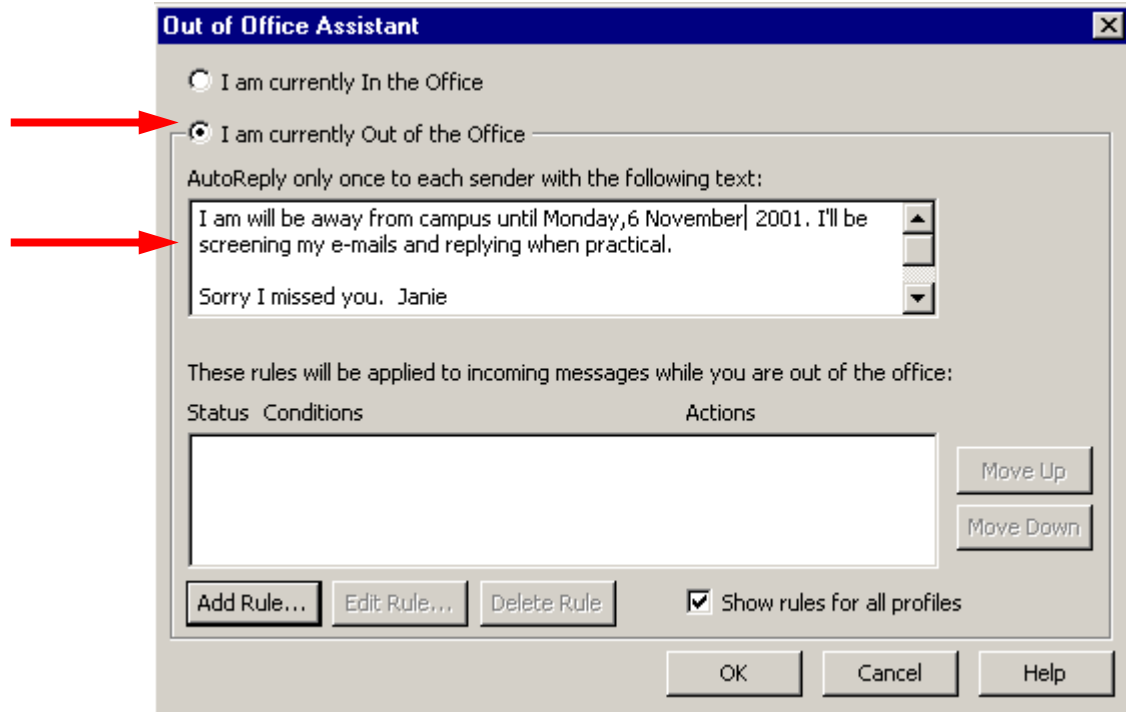 Out of Office Assistant
I am currently In the Office
I am currently Out of the Office
AutoReply only once to each sender with the following text:
I am will be away from campus until Monday,6 November 2001. I'll be
screening my e-mails and replying when practical.
Sorry I missed you.  Janie
These rules will be applied to incoming messages while you are out of the office:
Status Conditions Actions
Move Up
Move Down
Add Rule... Edit Rule... Delete Rule Show rules for all profiles
OK Cancel Help